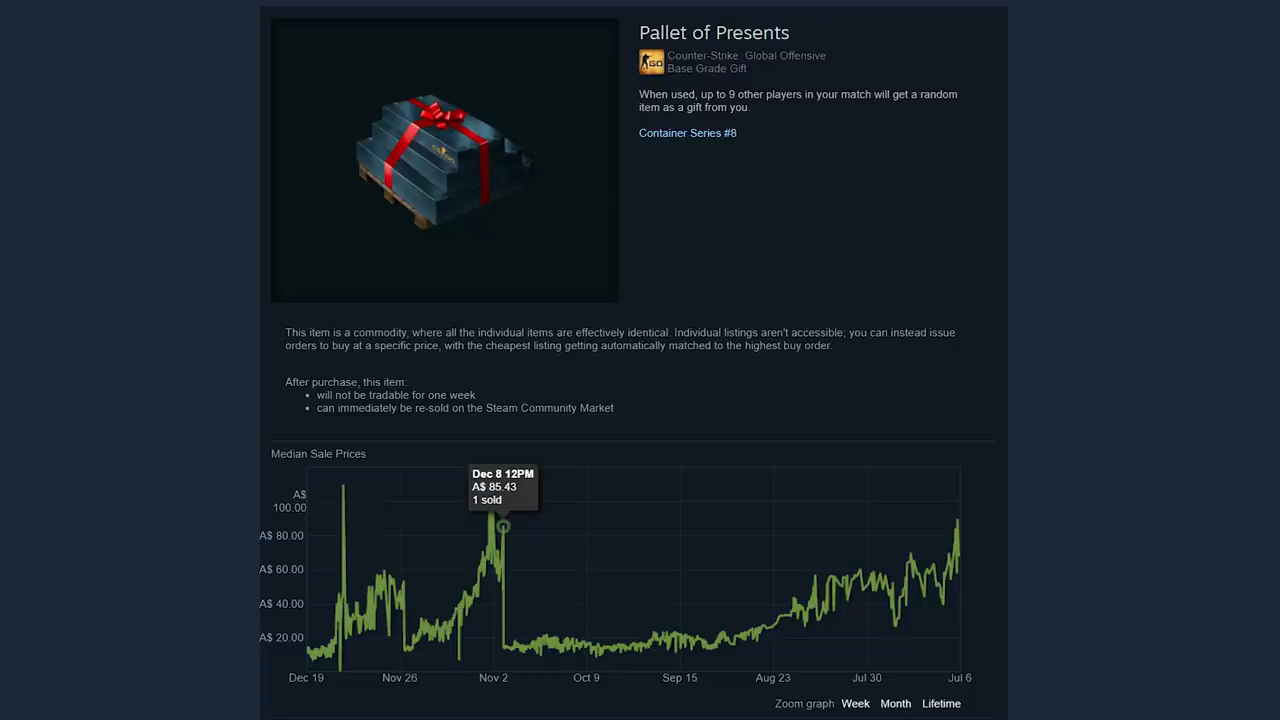 Pallet of Presents
GO
Counter-Strike: Global Offensive
Base Grade Gift
When used, up to 9 other players in your match will get a random
item as a gift from you.
Container Series #8
This item is a commodity, where all the individual items are effectively identical. Individual listings aren't accessible; you can instead issue
orders to buy at a specific price, with the cheapest listing getting automatically matched to the highest buy order.
After purchase, this item:
• will not be tradable for one week
• can immediately be re-sold on the Steam Community Market
Median Sale Prices
Dec 8 12PM
A$ 85.43
1 sold
A$
100.00
A$ 80.00
A$ 60.00
A$ 40.00
A$ 20.00
Dec 19 Nov 26 Nov 2 Oct 9 Sep 15 Aug 23 Jul 30 Jul 6
Zoom graph Week Month Lifetime